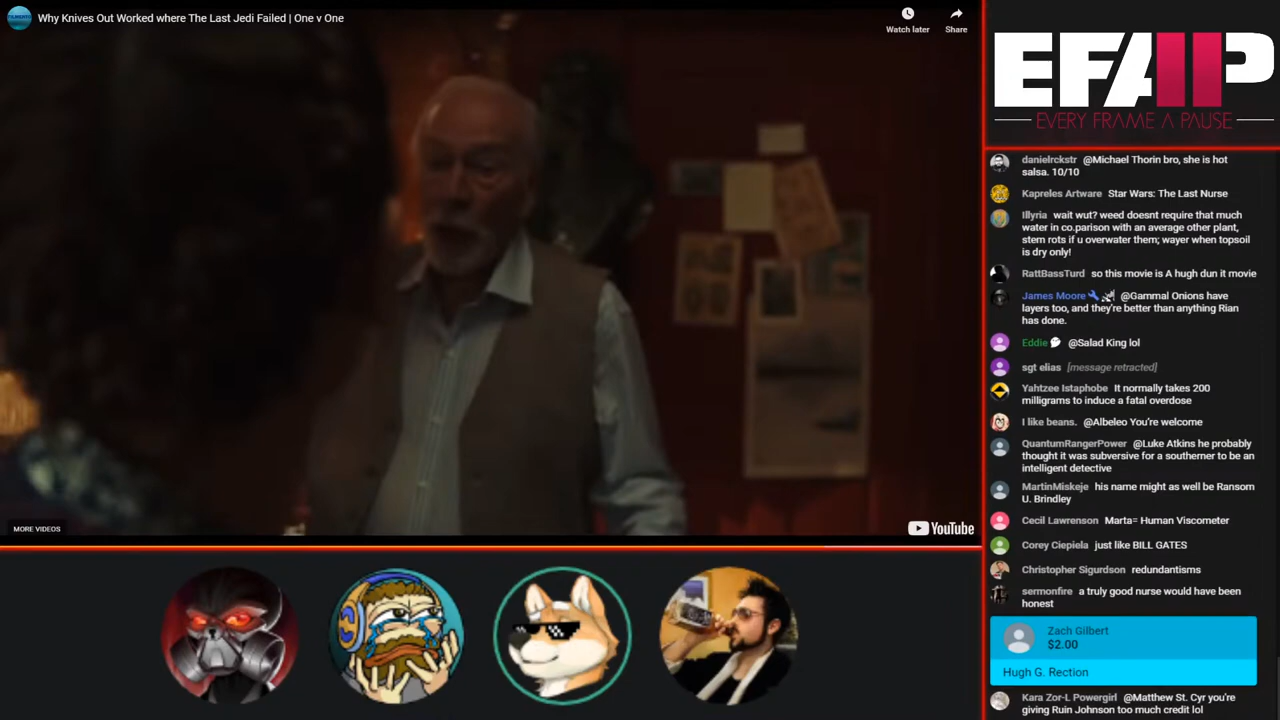 Why Knives Out Worked where The Last Jedi Failed | One v One
Watch later
Share
MORE VIDEOS
YouTube
EFAP
EVERY FRAME A PAUSE
danielrckstr @Michael Thorin bro, she is hot
salsa. 10/10
Kapreles Artware Star Wars: The Last Nurse
Illyria wait wut? weed doesnt require that much
water in co.parison with an average other plant,
stem rots if u overwater them; wayer when topsoil
is dry only!
RattBassTurd so this movie is A hugh dun it movie
James Moore @Gammal Onions have
layers too, and they're better than anything Rian
has done.
Eddie @Salad King lol
sgt elias [message retracted]
Yahtzee Istaphobe It normally takes 200
milligrams to induce a fatal overdose
I like beans. @Albeleo You're welcome
QuantumRangerPower @Luke Atkins he probably
thought it was subversive for a southerner to be an
intelligent detective
MartinMiskeje his name might as well be Ransom
U. Brindley
Cecil Lawrenson Marta= Human Viscometer
Corey Ciepiela just like BILL GATES
Christopher Sigurdson redundantisms
sermonfire a truly good nurse would have been
honest
Zach Gilbert
$2.00
Hugh G. Rection
Kara Zor-L Powergirl @Matthew St. Cyr you're
giving Ruin Johnson too much credit lol